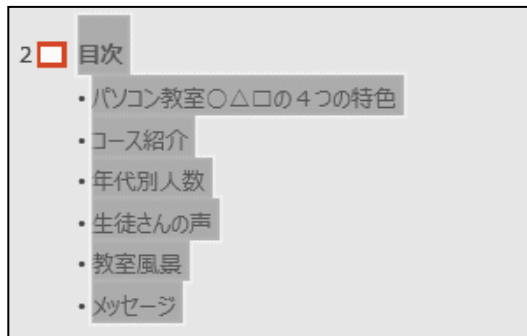 2 目次
・パソコン教室○△□の４つの特色
・コース紹介
・年代別人数
・生徒さんの声
・教室風景
・メッセージ